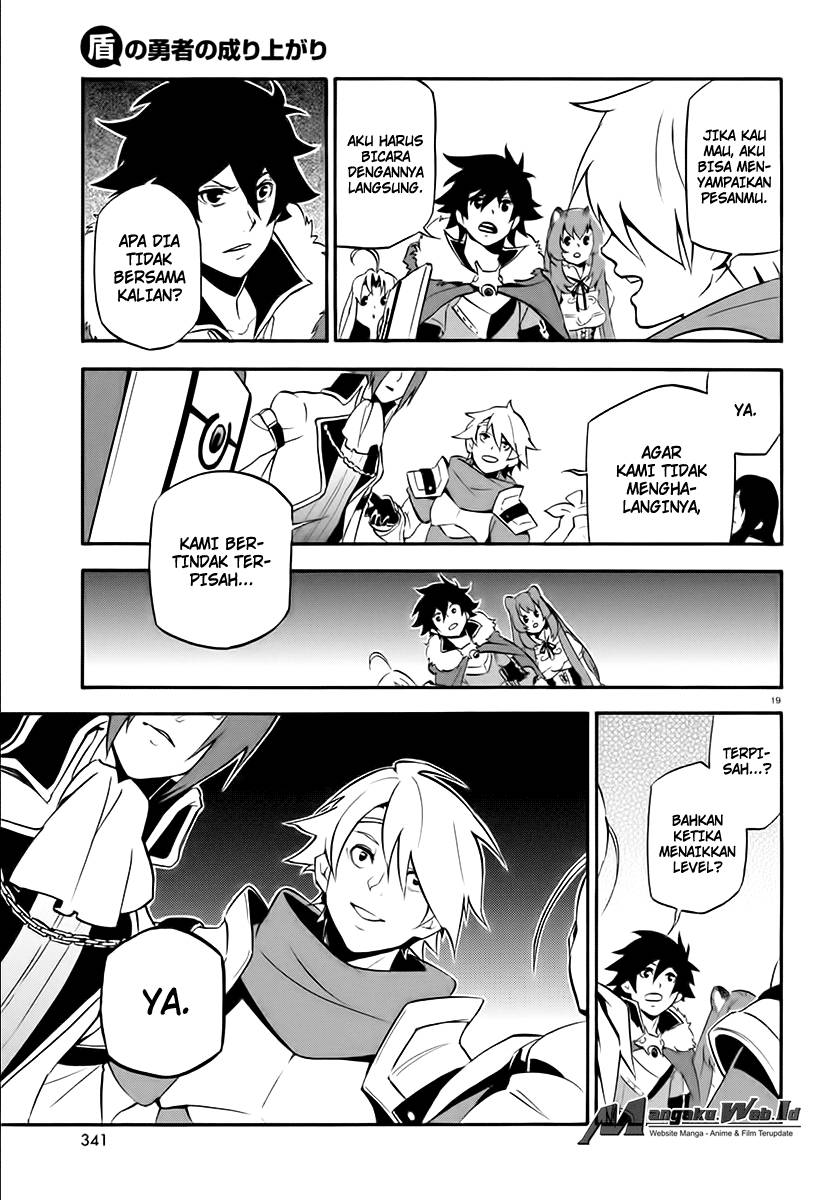 盾の勇者の成り上がり
JIKA KAU
MAU, AKU
BISA MEN-
YAMPAIKAN
PESANMU.
AKU HARUS
BICARA
DENGANNYA
LANGSUNG.
APA DIA
TIDAK
BERSAMA
KALIAN?
YA.
AGAR
KAMI TIDAK
MENGHA-
LANGINYA,
KAMI BER-
TINDAK TER-
PISAH...
19
TERPI-
SAH...?
BAHKAN
KETIKA
MENAIKKAN
LEVEL?
YA.
341
Mangaku.Web.Id
Website Manga - Anime & Film Terupdate